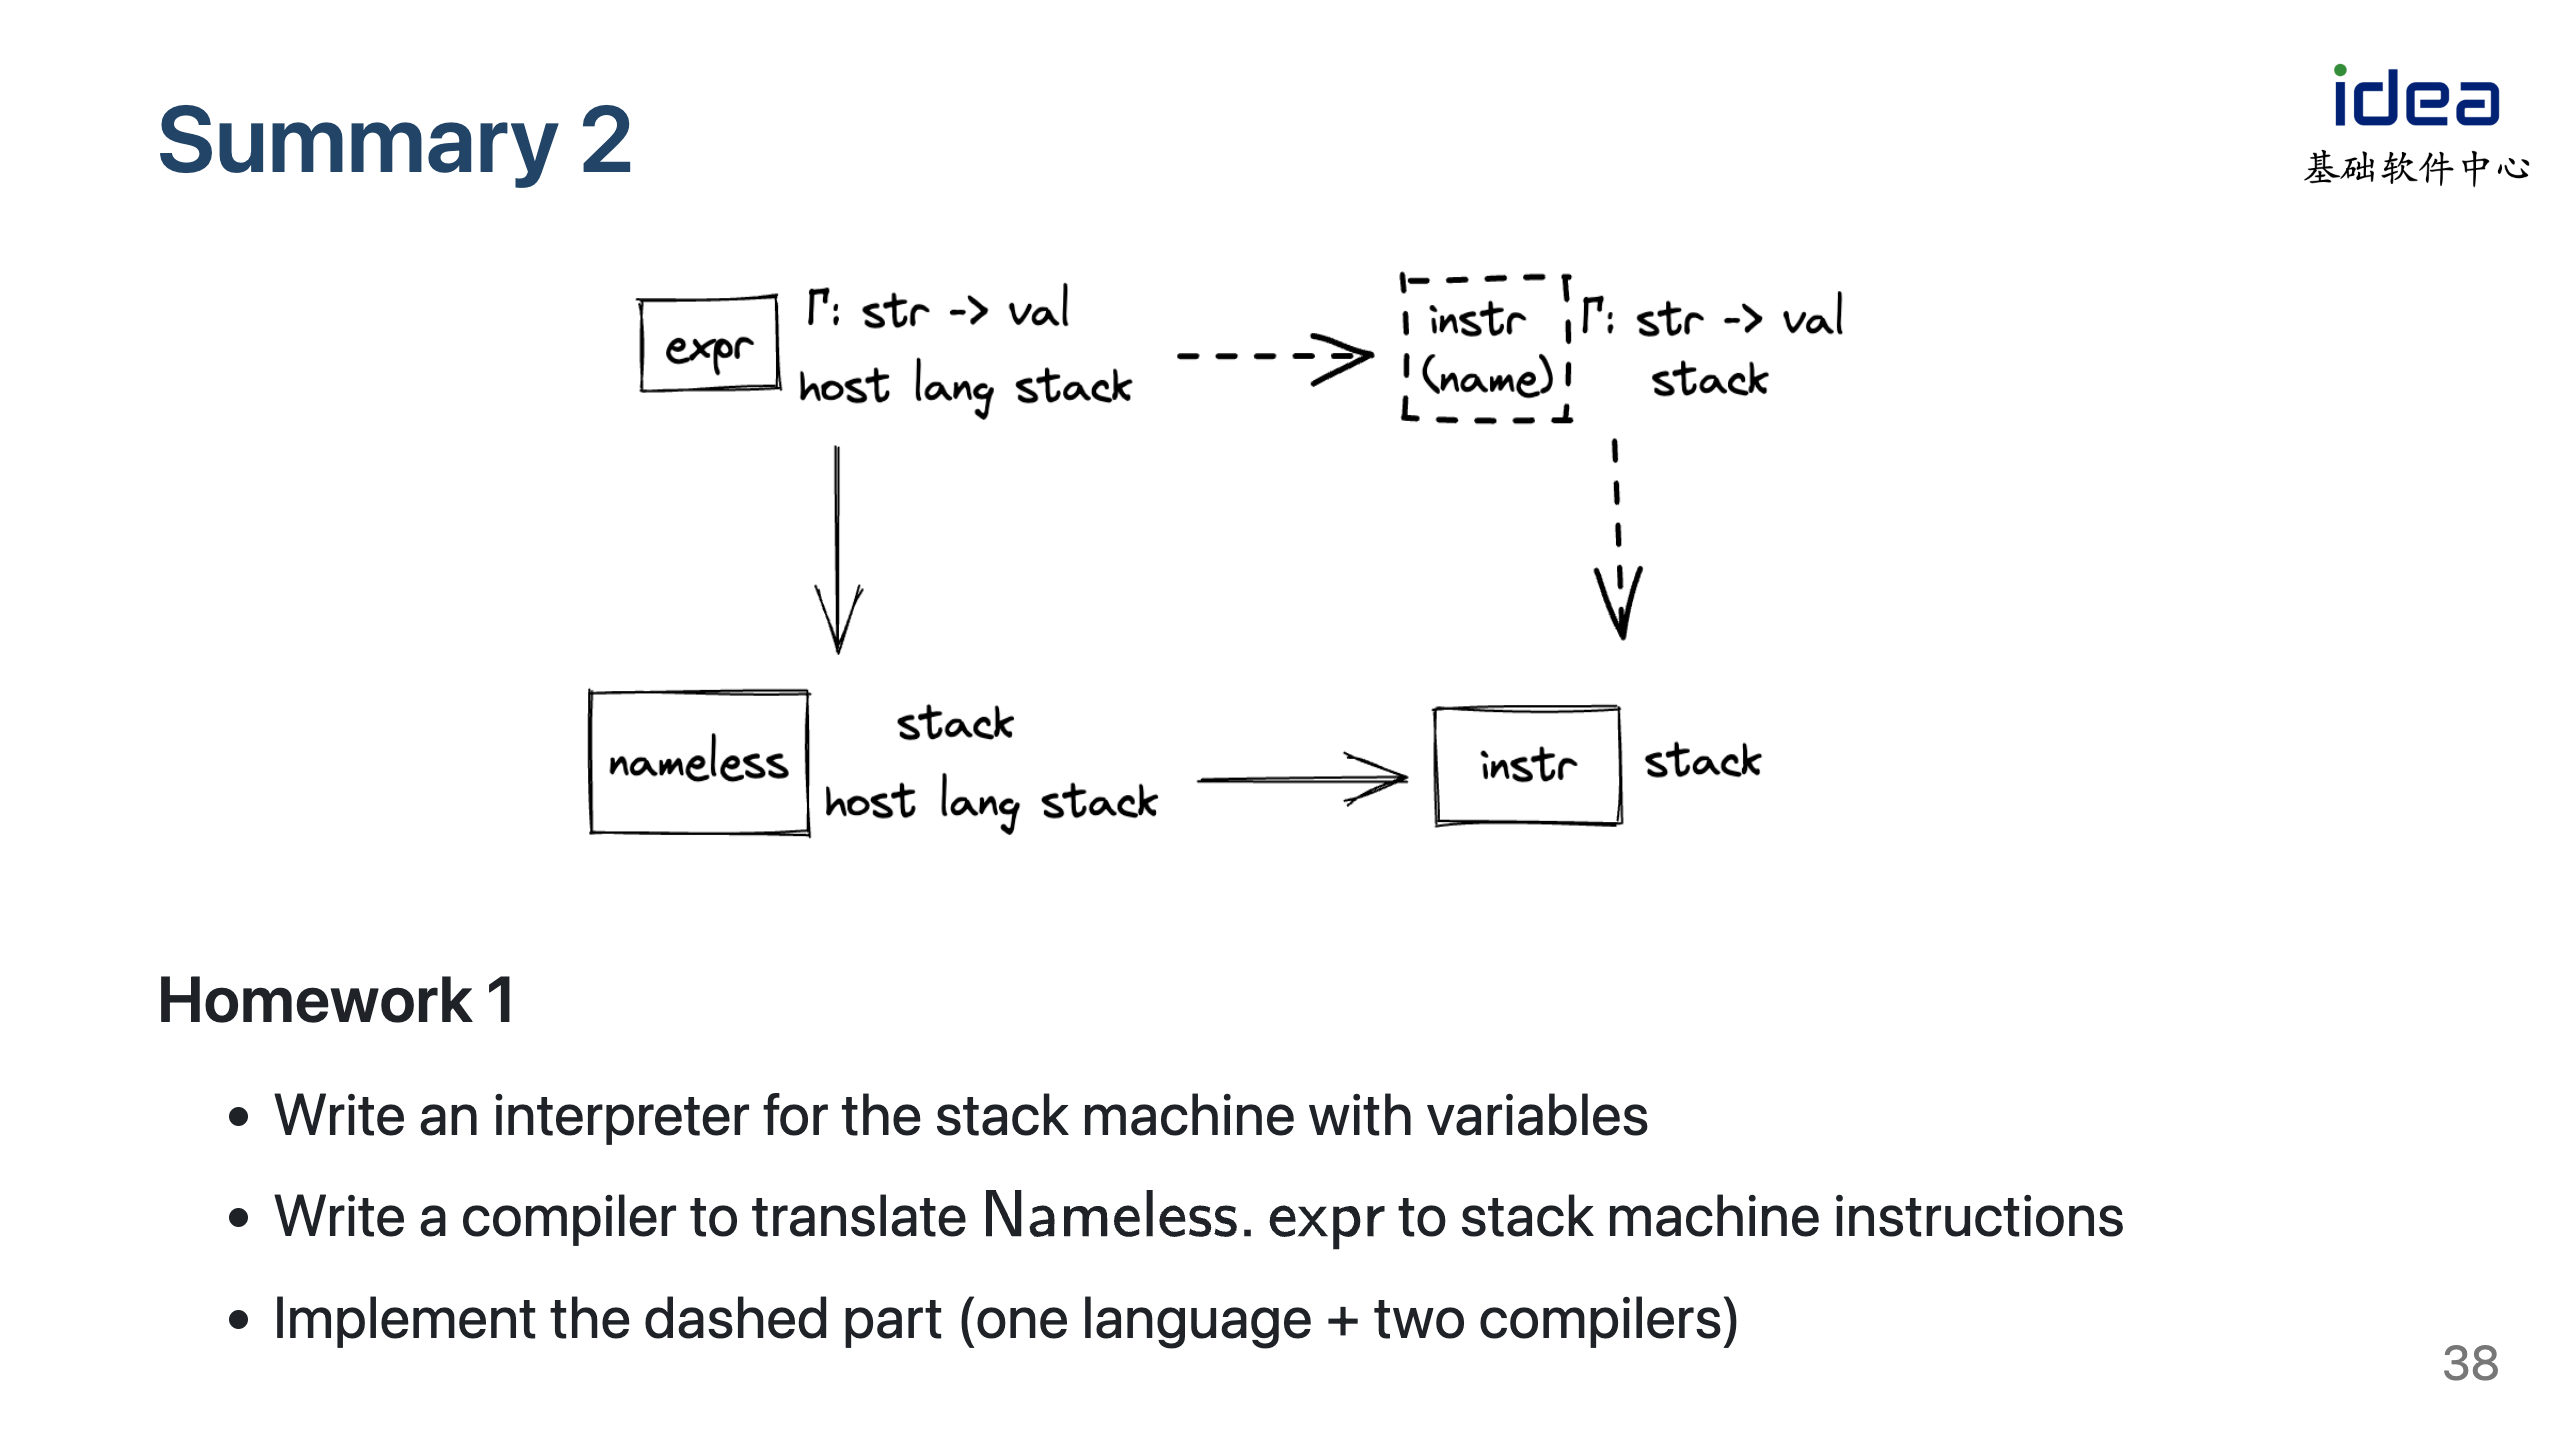 Summary 2
idea
基础软件中心
expr
Γ: str -> val
host lang stack
instr
(name)
Γ: str -> val
stack
nameless
stack
host lang stack
instr
stack
Homework 1
• Write an interpreter for the stack machine with variables
• Write a compiler to translate Nameless. expr to stack machine instructions
• Implement the dashed part (one language + two compilers)
38